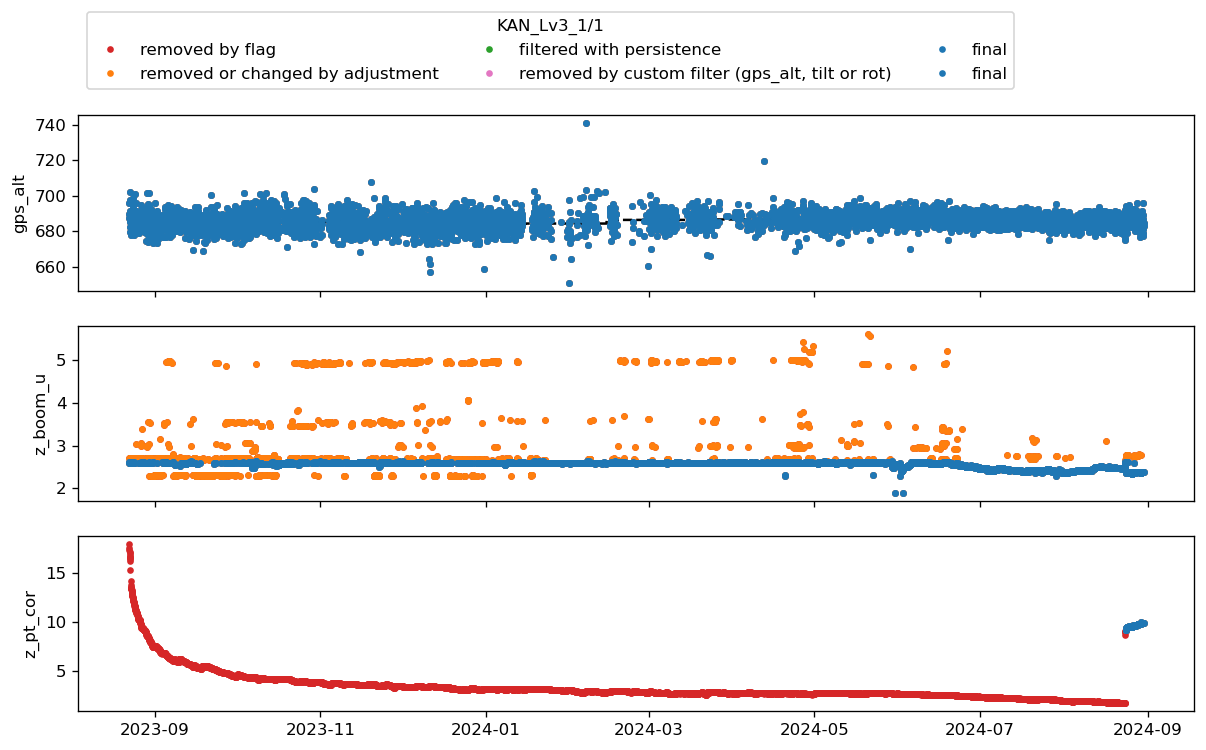 KAN_Lv3_1/1
removed by flag
filtered with persistence
final
removed or changed by adjustment
removed by custom filter (gps_alt, tilt or rot)
final
gps_alt
740
720
700
680
660
z_boom_u
5
4
3
2
z_pt_cor
15
10
5
2023-09
2023-11
2024-01
2024-03
2024-05
2024-07
2024-09